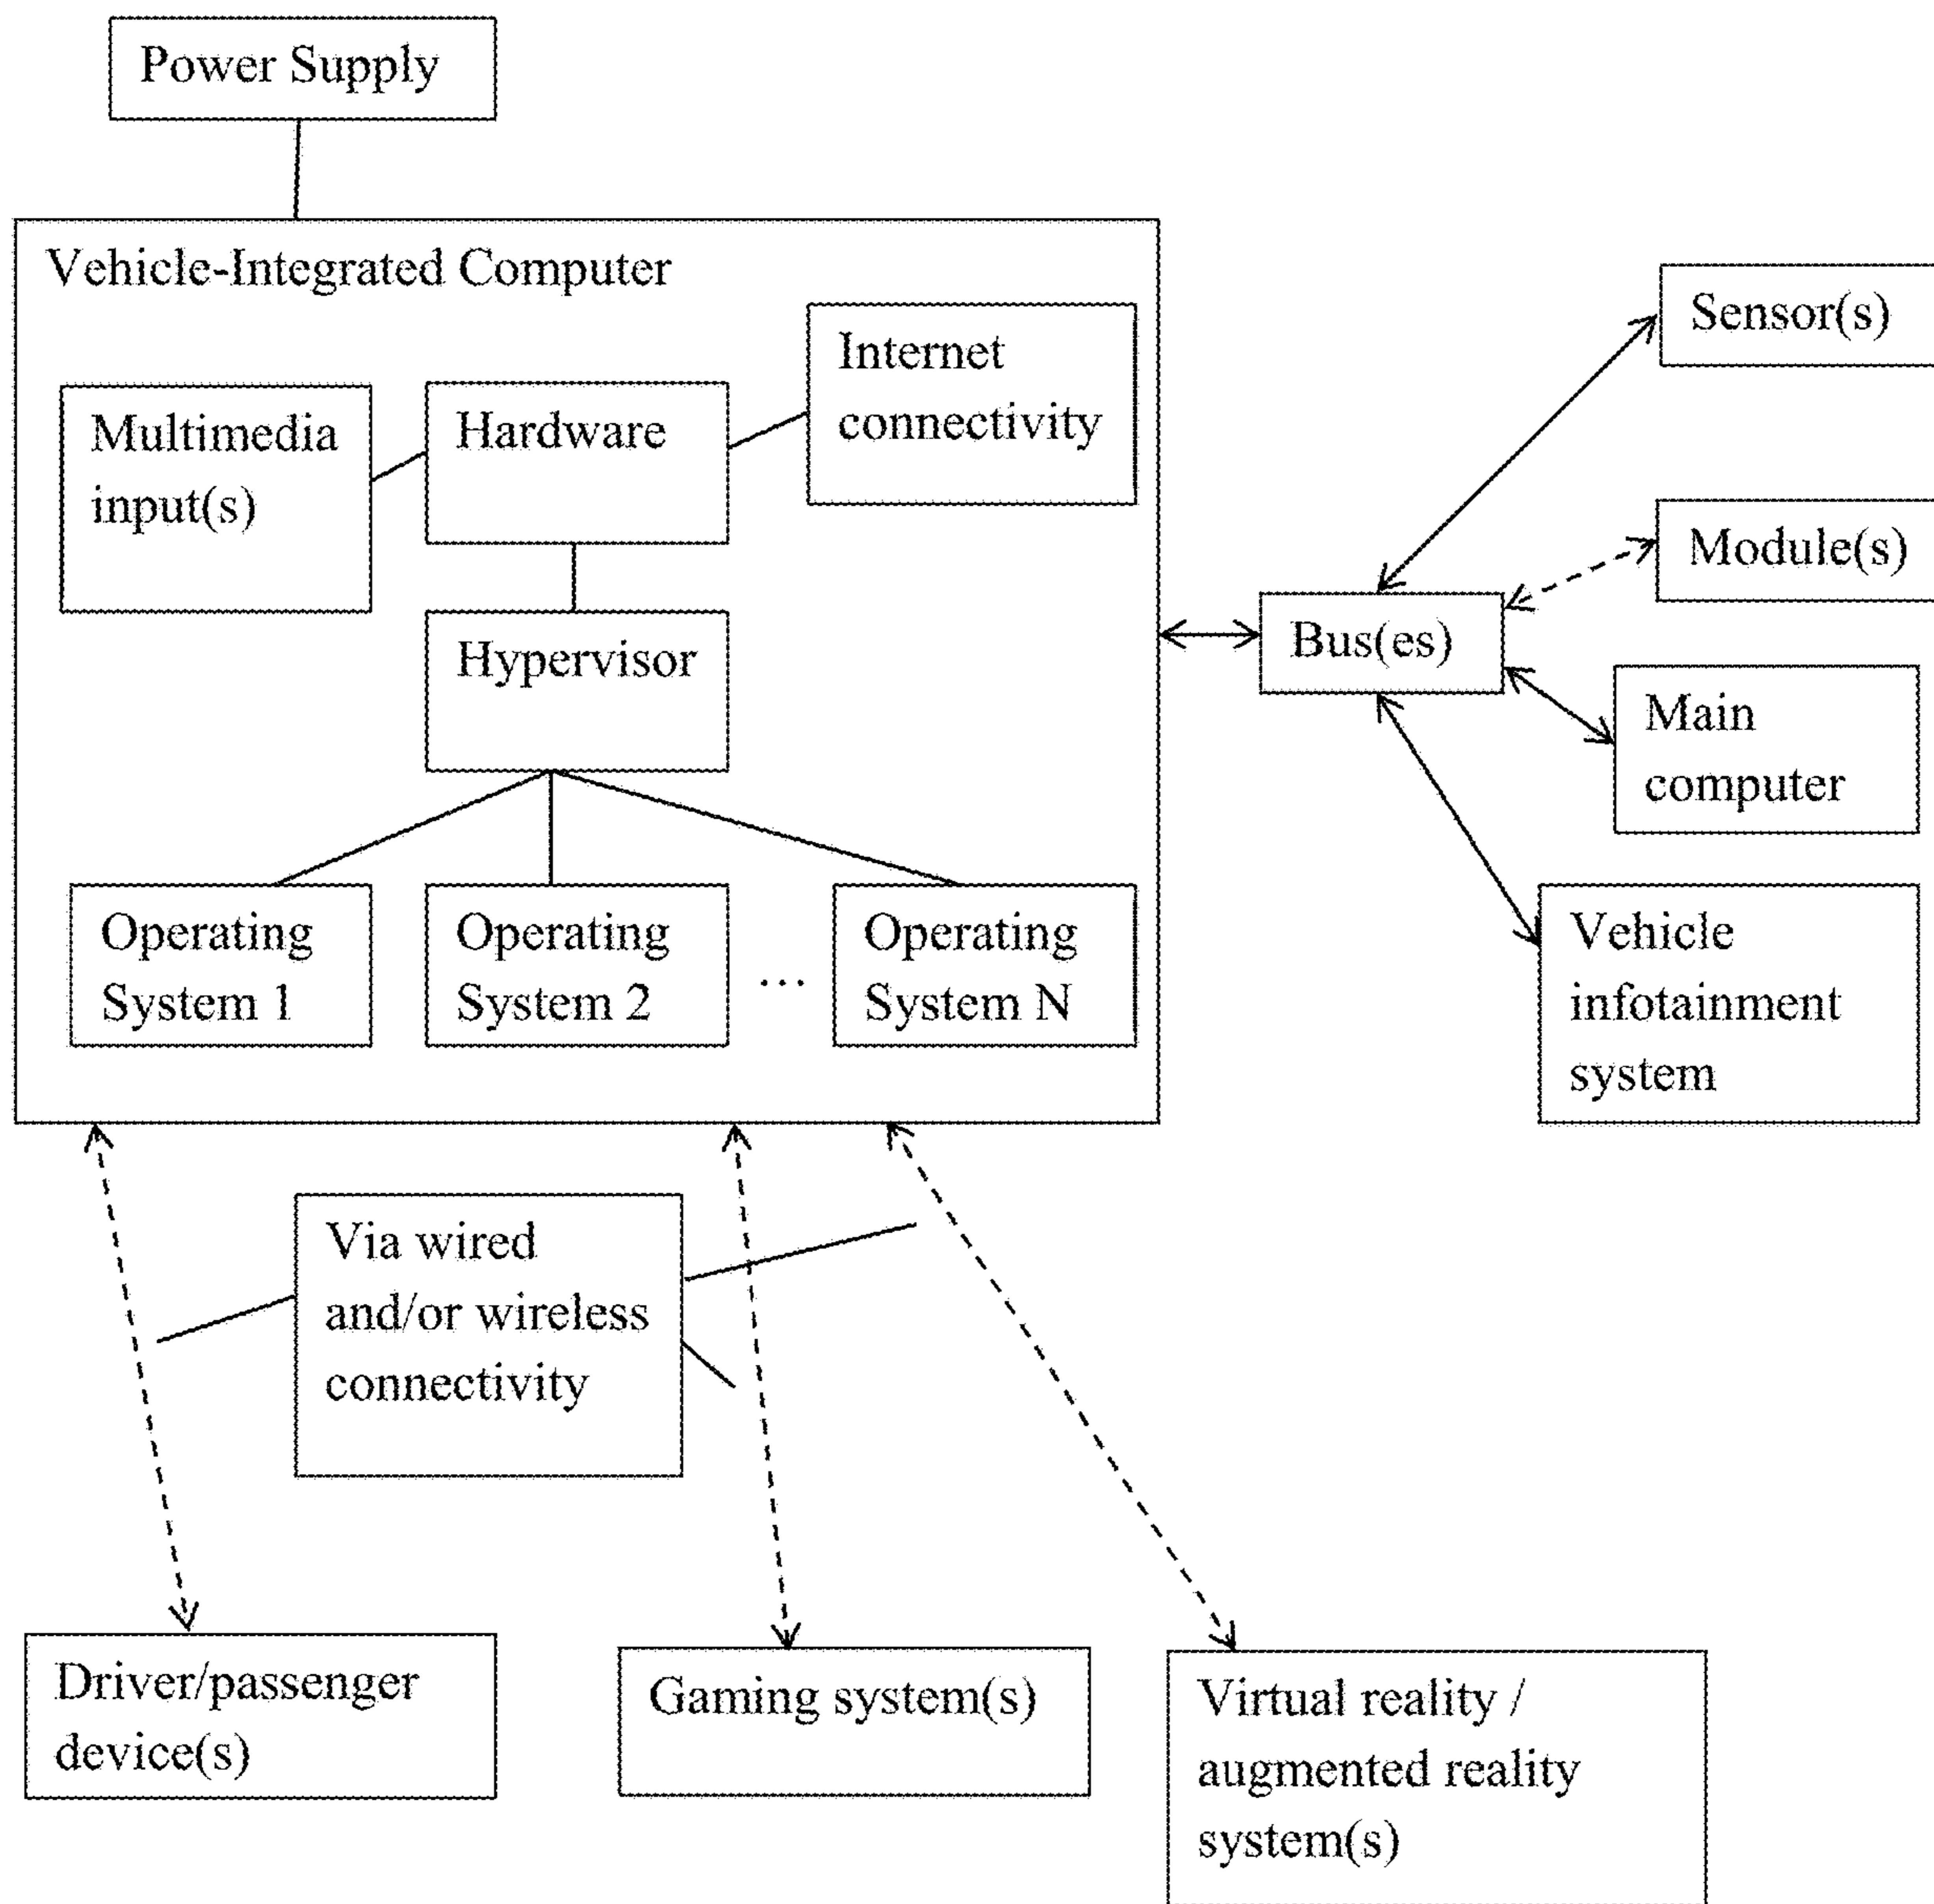 Power Supply
Vehicle-Integrated Computer
Internet
connectivity
Multimedia
input(s)
Hardware
Hypervisor
Operating
System 1
Operating
System 2
...
Operating
System N
Sensor(s)
Module(s)
Bus(es)
Main
computer
Vehicle
infotainment
system
Via wired
and/or wireless
connectivity
Driver/passenger
device(s)
Gaming system(s)
Virtual reality /
augmented reality
system(s)